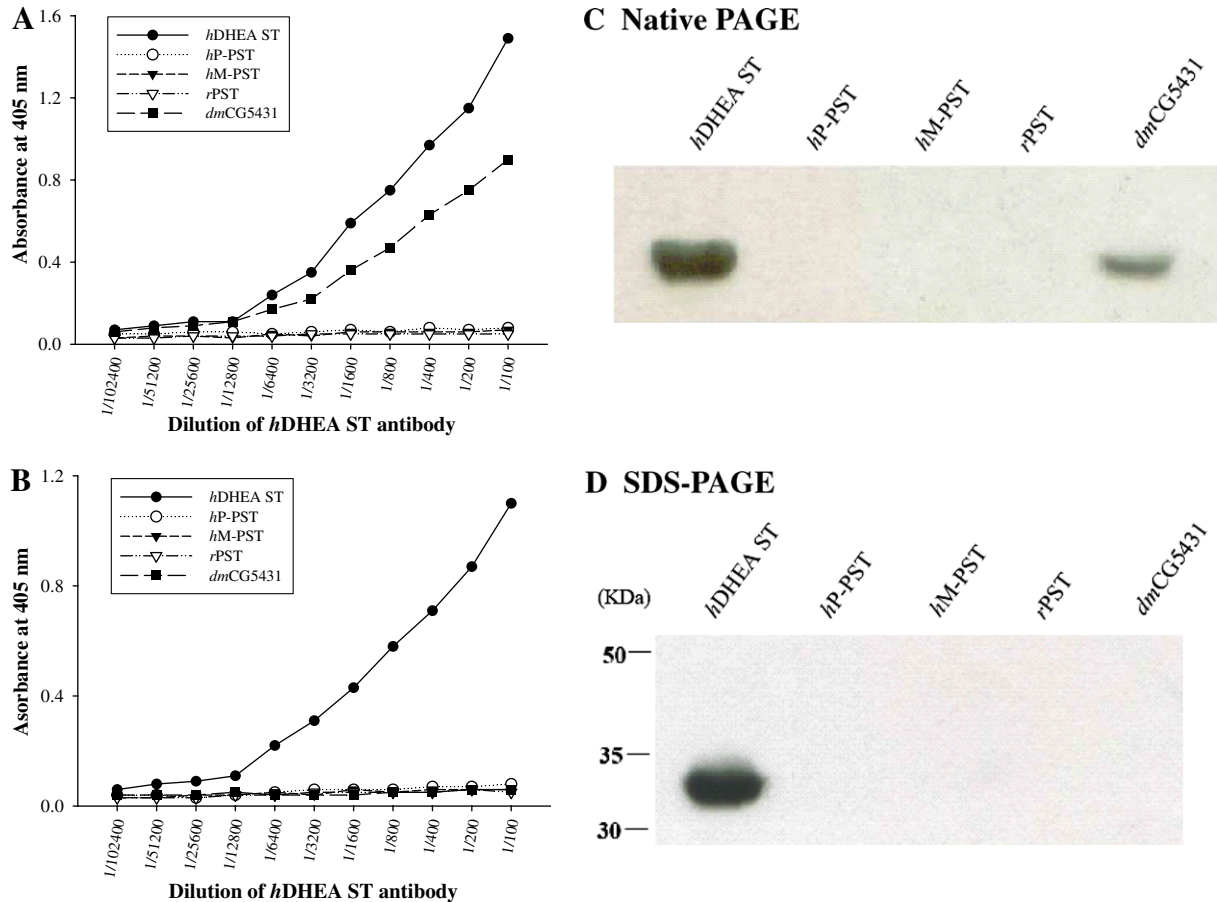 A
1.6
1.2
0.8
0.4
0.0
Absorbance at 405 nm
hDHEA ST
hP-PST
hM-PST
rPST
dmCG5431
1/102400
1/51200
1/25600
1/12800
1/6400
1/3200
1/1600
1/800
1/400
1/200
1/100
Dilution of hDHEA ST antibody
B
1.2
0.8
0.4
0.0
Asorbance at 405 nm
hDHEA ST
hP-PST
hM-PST
rPST
dmCG5431
1/102400
1/51200
1/25600
1/12800
1/6400
1/3200
1/1600
1/800
1/400
1/200
1/100
Dilution of hDHEA ST antibody
C Native PAGE
hDHEA ST
hP-PST
hM-PST
rPST
dmCG5431
D SDS-PAGE
hDHEA ST
hP-PST
hM-PST
rPST
dmCG5431
(KDa)
50
35
30